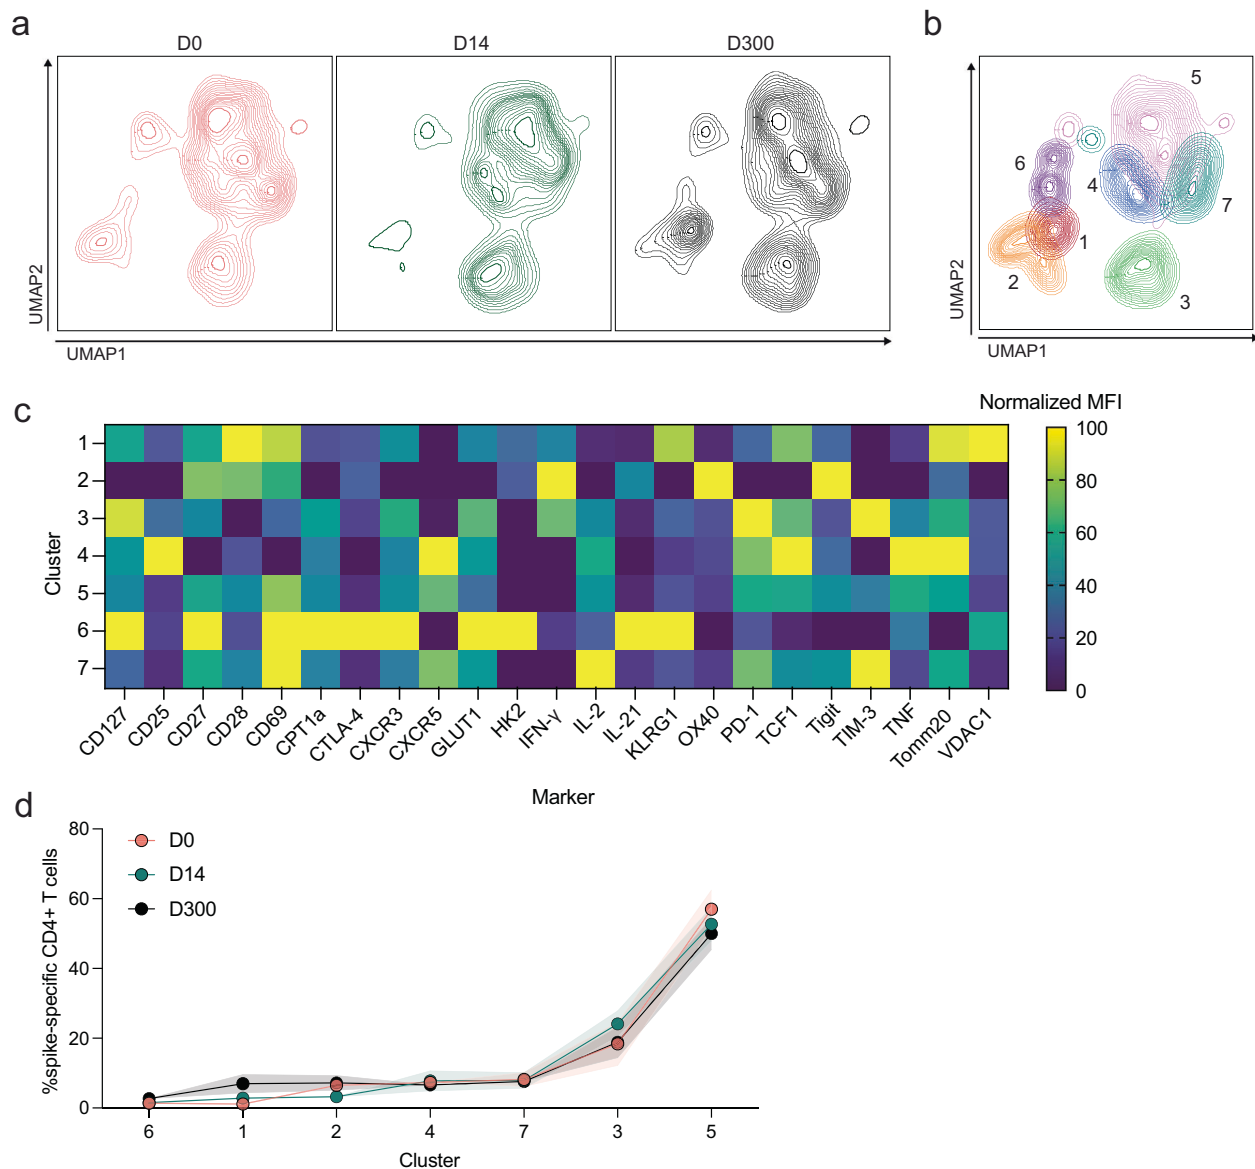 a
b
D0
D14
D300
UMAP2
UMAP1
5
6
4
7
1
2
3
UMAP2
UMAP1
c
Normalized MFI
Cluster
1
2
3
4
5
6
7
100
80
60
40
20
0
CD127
CD25
CD27
CD28
CD69
CPT1a
CTLA-4
CXCR3
CXCR5
GLUT1
HK2
IFN-γ
IL-2
IL-21
KLRG1
OX40
PD-1
TCF1
Tigit
TIM-3
TNF
Tomm20
VDAC1
Marker
d
%spike-specific CD4+ T cells
80
60
40
20
0
D0
D14
D300
6 1 2 4 7 3 5
Cluster